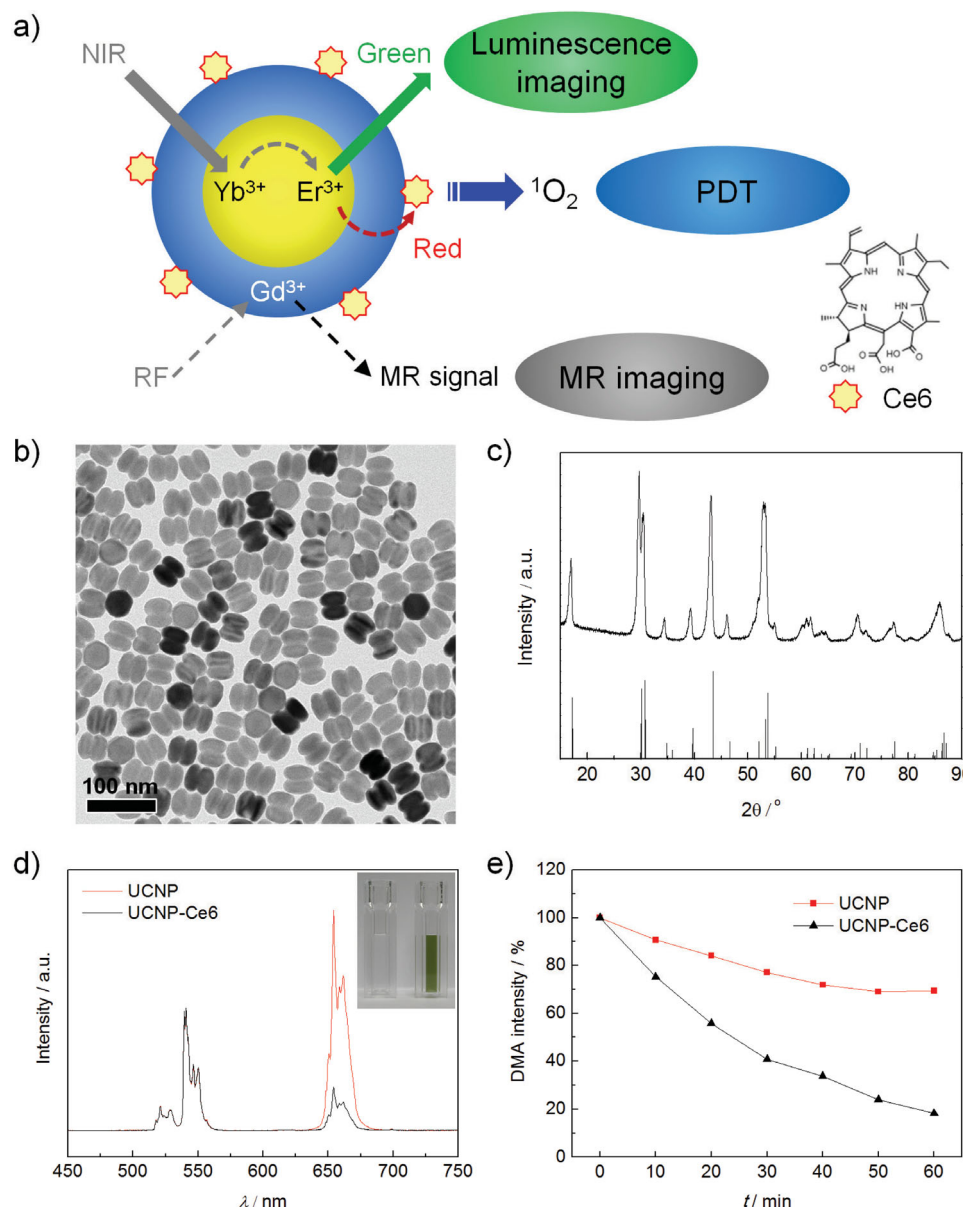 a)
NIR
Green
Luminescence
imaging
Yb³⁺
Er³⁺
¹O₂
PDT
Red
Gd³⁺
RF
MR signal
MR imaging
NH
N
N
HN
O
OH
O
OH
HO
O
Ce6
b)
100 nm
c)
Intensity / a.u.
20 30 40 50 60 70 80 90
2θ / °
d)
UCNP
UCNP-Ce6
Intensity / a.u.
450 500 550 600 650 700 750
λ / nm
e)
120
100
80
60
40
20
0
UCNP
UCNP-Ce6
DMA intensity / %
0 10 20 30 40 50 60
t / min